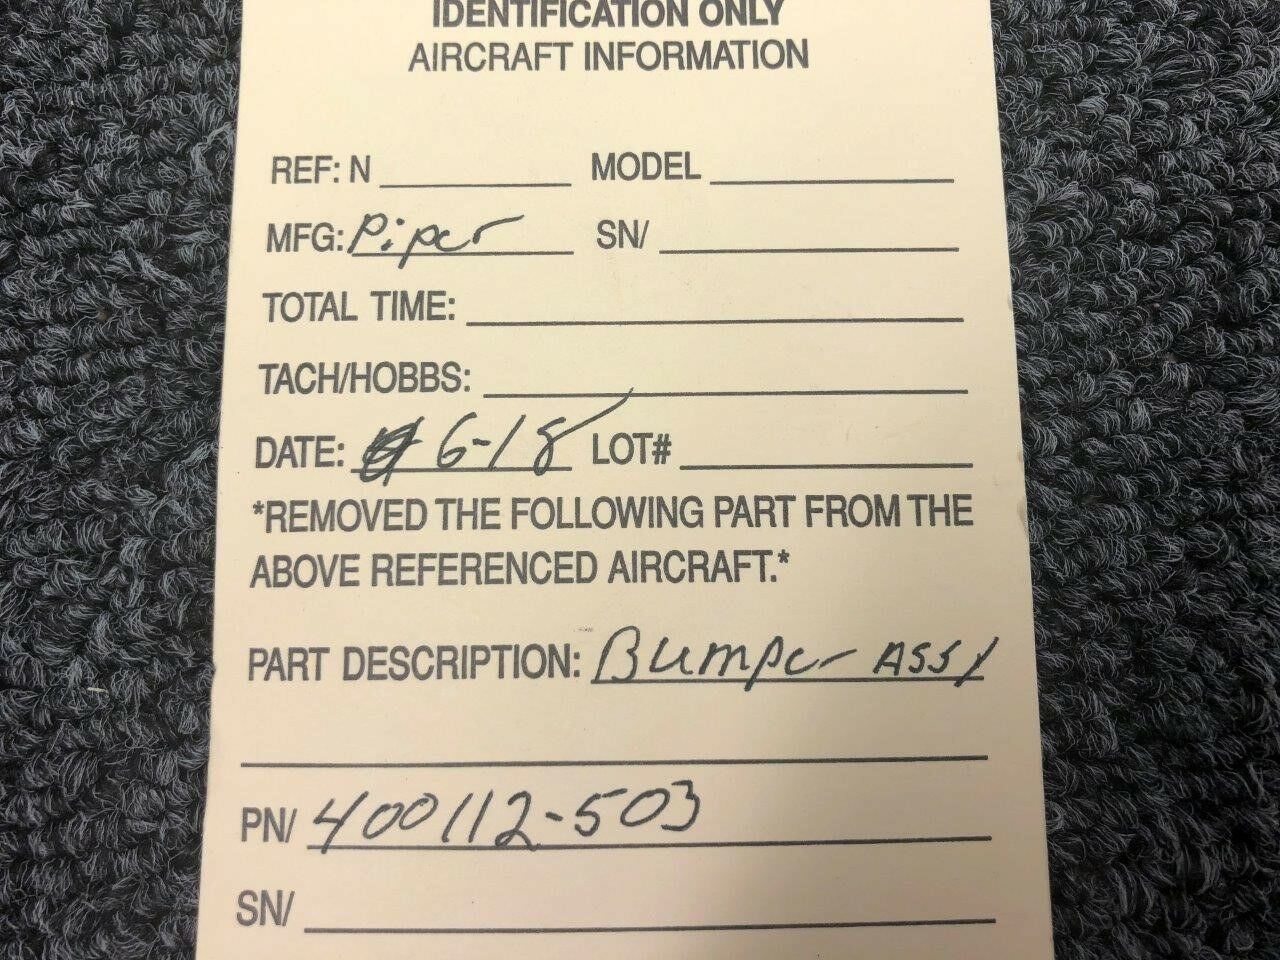 IDENTIFICATION ONLY
AIRCRAFT INFORMATION
REF: N MODEL
MFG: Piper SN/
TOTAL TIME:
TACH/HOBBS:
DATE: 6-18 LOT#
*REMOVED THE FOLLOWING PART FROM THE
ABOVE REFERENCED AIRCRAFT.*
PART DESCRIPTION: Bumper ASSY
PN/ 400112-503
SN/